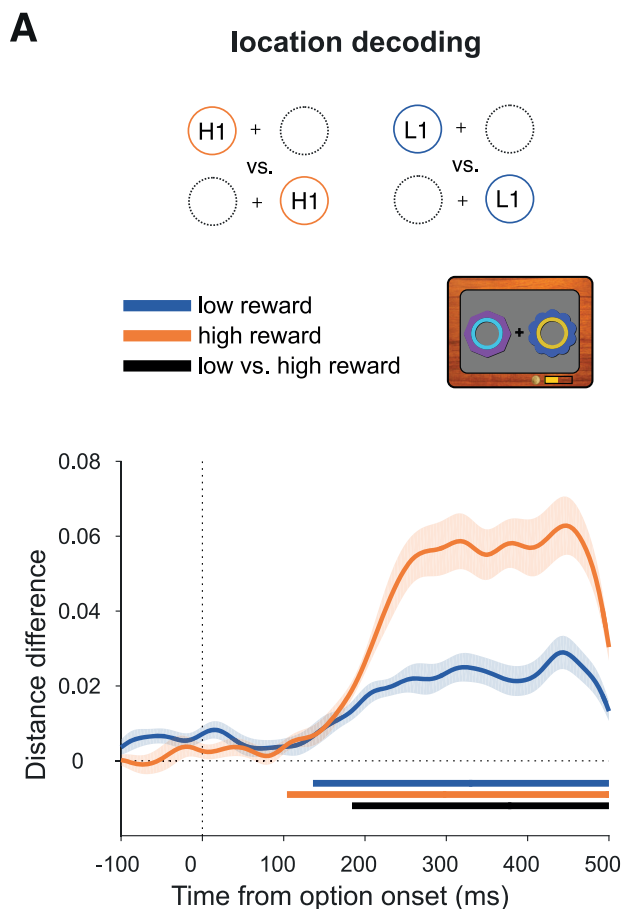 A
location decoding
H1 +
vs.
+ H1
L1 +
vs.
+ L1
low reward
high reward
low vs. high reward
+
0.08
0.06
0.04
0.02
0
Distance difference
-100 0 100 200 300 400 500
Time from option onset (ms)